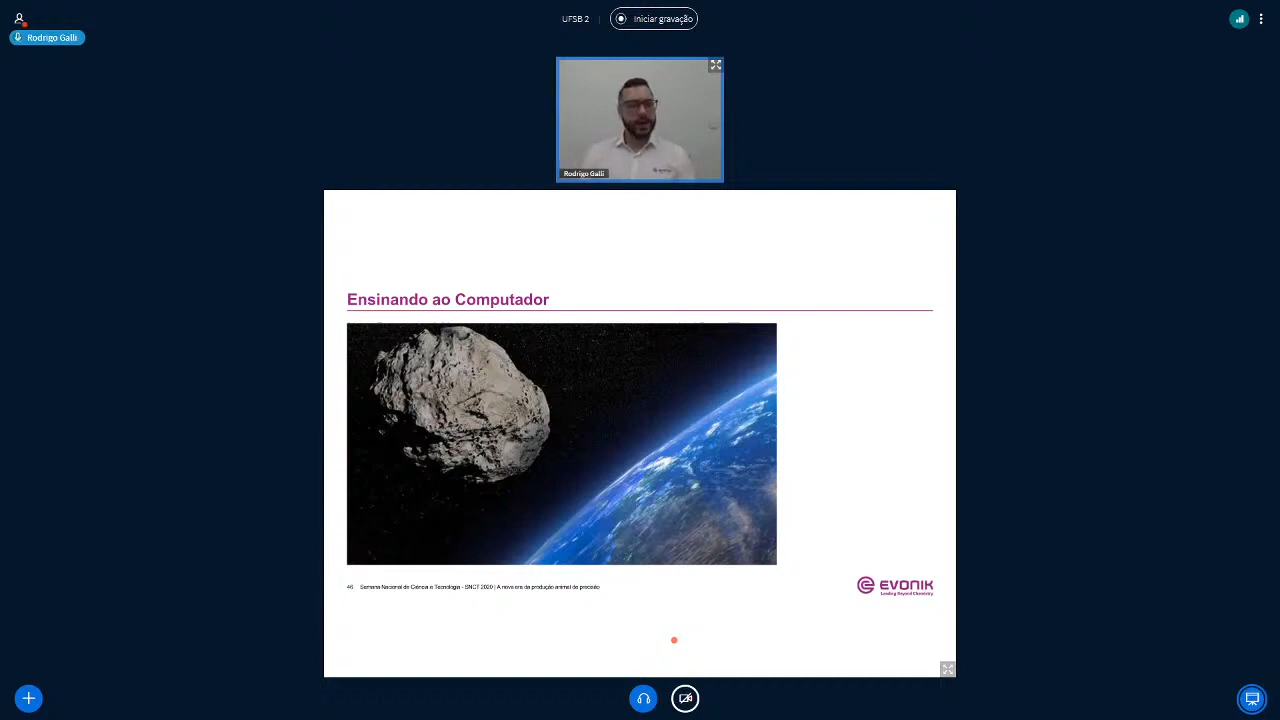 UFSB 2
Iniciar gravação
Rodrigo Galli
Rodrigo Galli
Ensinando ao Computador
46 Semana Nacional de Ciência e Tecnologia - SNCT 2020 | A nova era da produção animal de precisão
EVONIK
Leading Beyond Chemistry